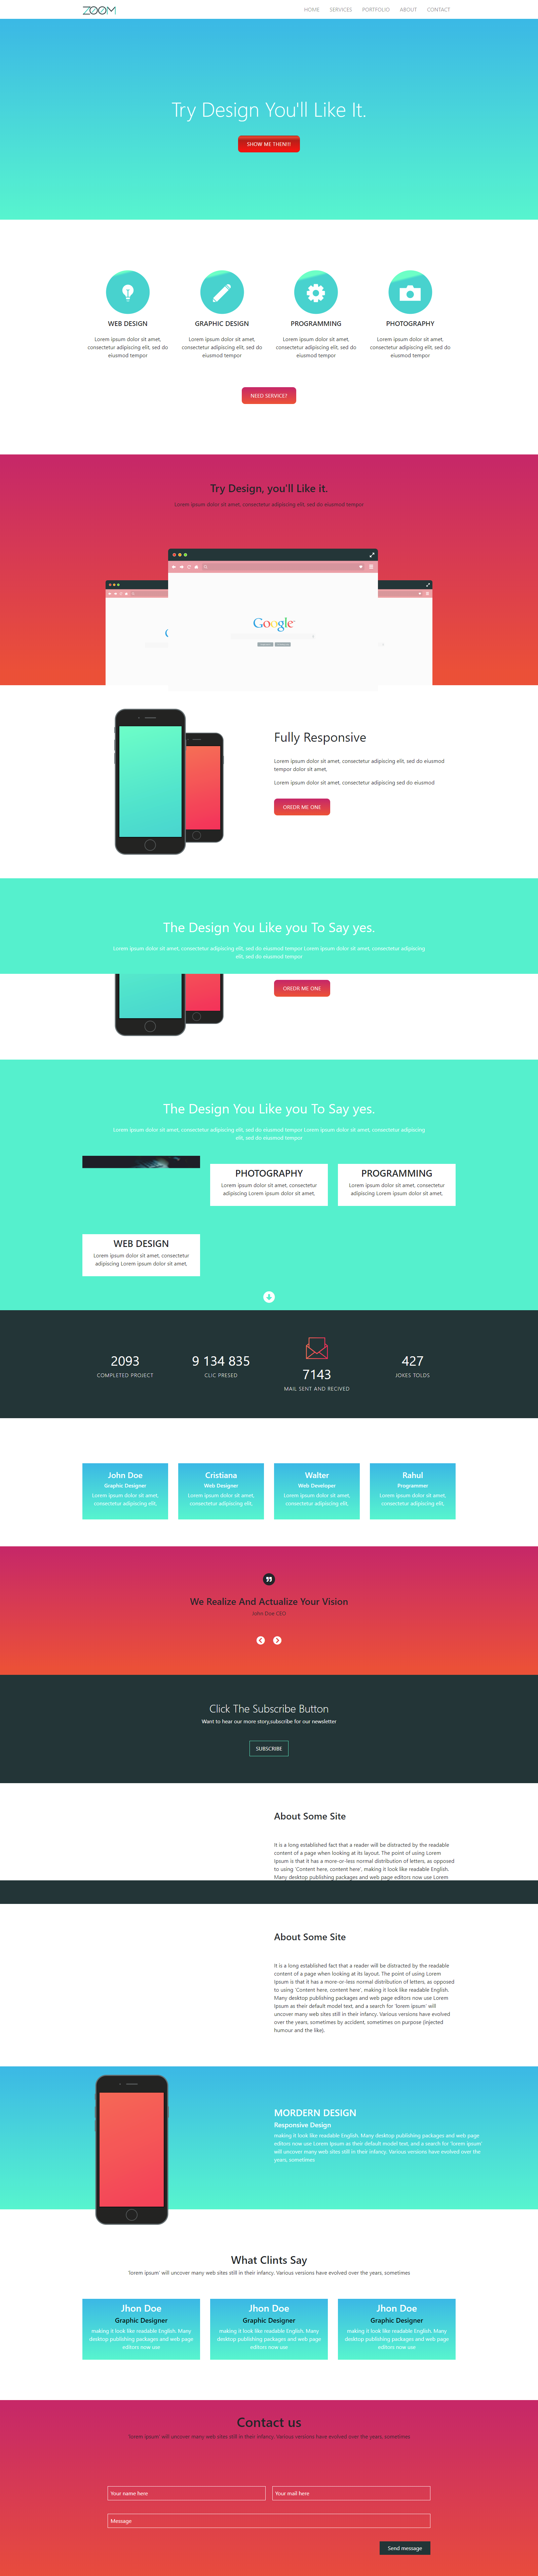 ZOOM
HOME SERVICES PORTFOLIO ABOUT CONTACT
Try Design You'll Like It.
SHOW ME THEN!!!
WEB DESIGN
Lorem ipsum dolor sit amet, consectetur adipiscing elit, sed do eiusmod tempor
GRAPHIC DESIGN
Lorem ipsum dolor sit amet, consectetur adipiscing elit, sed do eiusmod tempor
PROGRAMMING
Lorem ipsum dolor sit amet, consectetur adipiscing elit, sed do eiusmod tempor
PHOTOGRAPHY
Lorem ipsum dolor sit amet, consectetur adipiscing elit, sed do eiusmod tempor
NEED SERVICE?
Try Design, you'll Like it.
Lorem ipsum dolor sit amet, consectetur adipiscing elit, sed do eiusmod tempor
Google
Fully Responsive
Lorem ipsum dolor sit amet, consectetur adipiscing elit, sed do eiusmod
tempor dolor sit amet,
Lorem ipsum dolor sit amet, consectetur adipiscing sed do eiusmod
OREDR ME ONE
The Design You Like you To Say yes.
Lorem ipsum dolor sit amet, consectetur adipiscing elit, sed do eiusmod tempor Lorem ipsum dolor sit amet, consectetur adipiscing
elit, sed do eiusmod tempor
OREDR ME ONE
The Design You Like you To Say yes.
Lorem ipsum dolor sit amet, consectetur adipiscing elit, sed do eiusmod tempor Lorem ipsum dolor sit amet, consectetur adipiscing
elit, sed do eiusmod tempor
PHOTOGRAPHY
Lorem ipsum dolor sit amet, consectetur
adipiscing Lorem ipsum dolor sit amet.
PROGRAMMING
Lorem ipsum dolor sit amet, consectetur
adipiscing Lorem ipsum dolor sit amet.
WEB DESIGN
Lorem ipsum dolor sit amet, consectetur
adipiscing Lorem ipsum dolor sit amet.
2093
COMPLETED PROJECT
9 134 835
CLIC PRESED
7143
MAIL SENT AND RECIVED
427
JOKES TOLDS
John Doe
Graphic Designer
Lorem ipsum dolor sit amet,
consectetur adipiscing elit.
Cristiana
Web Designer
Lorem ipsum dolor sit amet,
consectetur adipiscing elit.
Walter
Web Developer
Lorem ipsum dolor sit amet,
consectetur adipiscing elit.
Rahul
Programmer
Lorem ipsum dolor sit amet,
consectetur adipiscing elit.
We Realize And Actualize Your Vision
John Doe CEO
Click The Subscribe Button
Want to hear our more story,subscribe for our newsletter
SUBSCRIBE
About Some Site
It is a long established fact that a reader will be distracted by the readable
content of a page when looking at its layout. The point of using Lorem
Ipsum is that it has a more-or-less normal distribution of letters, as opposed
to using 'Content here, content here', making it look like readable English.
Many desktop publishing packages and web page editors now use Lorem
About Some Site
It is a long established fact that a reader will be distracted by the readable
content of a page when looking at its layout. The point of using Lorem
Ipsum is that it has a more-or-less normal distribution of letters, as opposed
to using 'Content here, content here', making it look like readable English.
Many desktop publishing packages and web page editors now use Lorem
Ipsum as their default model text, and a search for 'lorem ipsum' will
uncover many web sites still in their infancy. Various versions have evolved
over the years, sometimes by accident, sometimes on purpose (injected
humour and the like).
MORDERN DESIGN
Responsive Design
making it look like readable English. Many desktop publishing packages and web page
editors now use Lorem Ipsum as their default model text, and a search for 'lorem ipsum'
will uncover many web sites still in their infancy. Various versions have evolved over the
years, sometimes
What Clints Say
'lorem ipsum' will uncover many web sites still in their infancy. Various versions have evolved over the years, sometimes
Jhon Doe
Graphic Designer
making it look like readable English. Many
desktop publishing packages and web page
editors now use
Jhon Doe
Graphic Designer
making it look like readable English. Many
desktop publishing packages and web page
editors now use
Jhon Doe
Graphic Designer
making it look like readable English. Many
desktop publishing packages and web page
editors now use
Contact us
'lorem ipsum' will uncover many web sites still in their infancy. Various versions have evolved over the years, sometimes
Your name here
Your mail here
Message
Send message